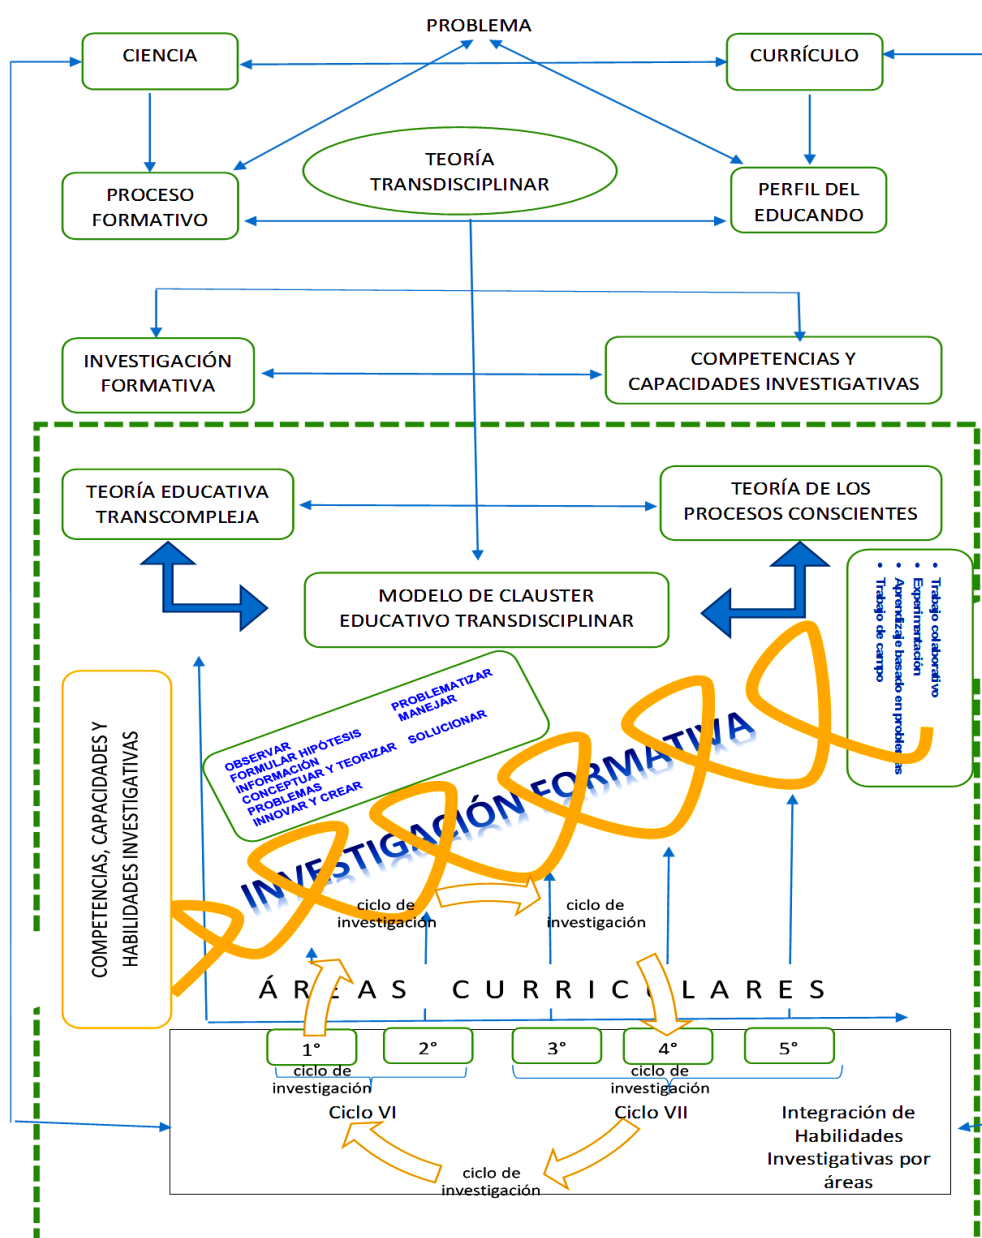 PROBLEMA
CIENCIA
CURRÍCULO
TEORÍA
TRANSDISCIPLINAR
PROCESO
FORMATIVO
PERFIL DEL
EDUCANDO
INVESTIGACIÓN
FORMATIVA
COMPETENCIAS Y
CAPACIDADES INVESTIGATIVAS
TEORÍA EDUCATIVA
TRANSCOMPLEJA
TEORÍA DE LOS
PROCESOS CONSCIENTES
MODELO DE CLAUSTER
EDUCATIVO TRANSDISCIPLINAR
• Trabajo colaborativo
• Experimentación
• Aprendizaje basado en problemas
• Trabajo de campo
COMPETENCIAS, CAPACIDADES Y
HABILIDADES INVESTIGATIVAS
OBSERVAR PROBLEMATIZAR
FORMULAR HIPÓTESIS MANEJAR
INFORMACIÓN
CONCEPTUAR Y TEORIZAR SOLUCIONAR
PROBLEMAS
INNOVAR Y CREAR
INVESTIGACIÓN FORMATIVA
ciclo de
investigación
ciclo de
investigación
ÁREAS CURRICULARES
1° 2° 3° 4° 5°
ciclo de
investigación
ciclo de
investigación
Ciclo VI
Ciclo VII
Integración de
Habilidades
Investigativas por
áreas
ciclo de
investigación